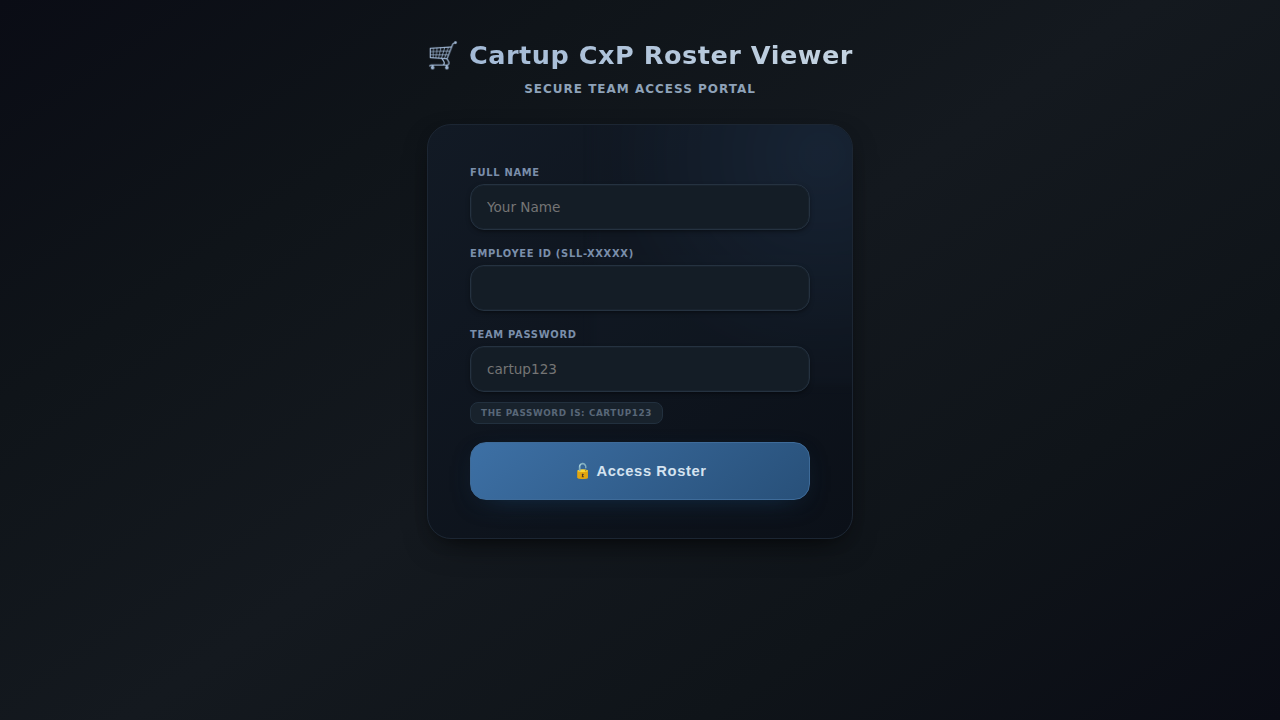 🛒 Cartup CxP Roster Viewer
SECURE TEAM ACCESS PORTAL
FULL NAME
Your Name
EMPLOYEE ID (SLL-XXXXX)
TEAM PASSWORD
cartup123
THE PASSWORD IS: CARTUP123
🔓 Access Roster